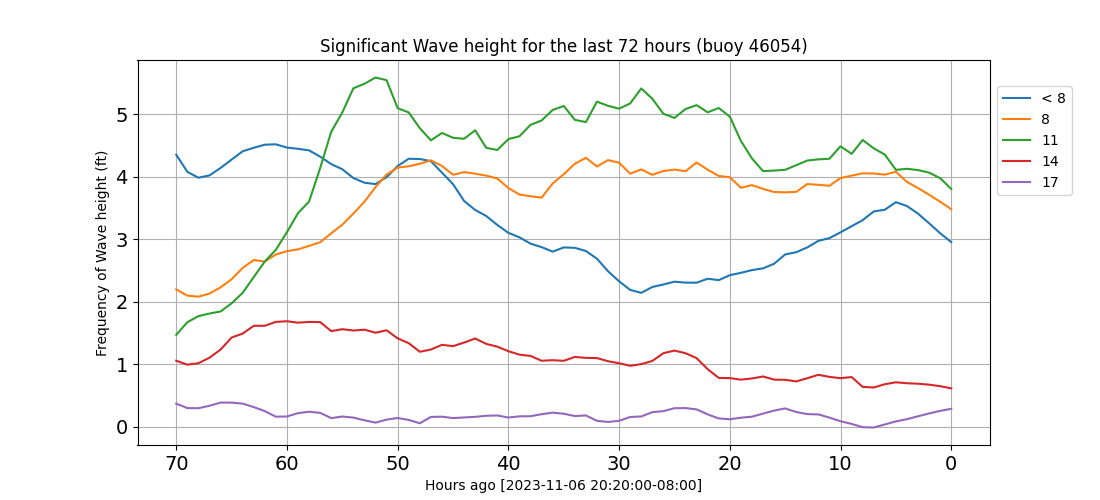 Significant Wave height for the last 72 hours (buoy 46054)
Frequency of Wave height (ft)
5
4
3
2
1
0
70 60 50 40 30 20 10 0
Hours ago [2023-11-06 20:20:00-08:00]
< 8
8
11
14
17